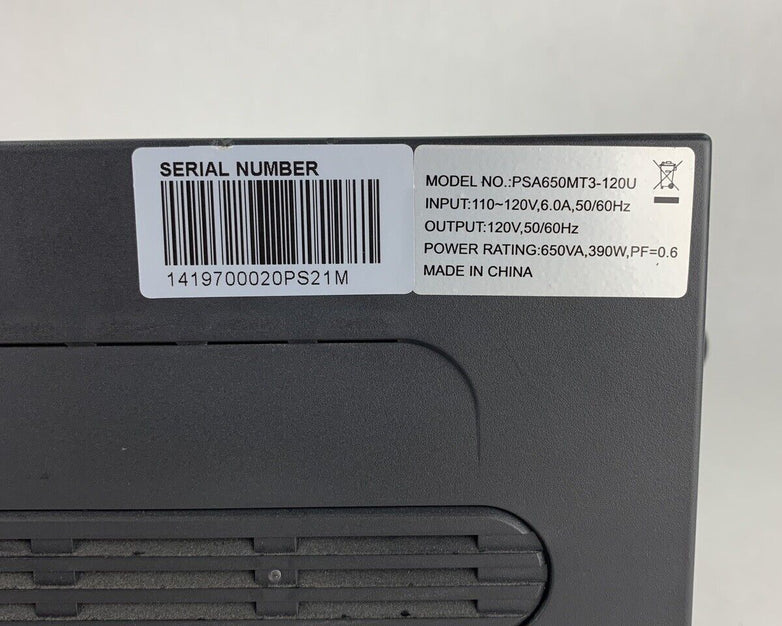 SERIAL NUMBER
1419700020PS21M
MODEL NO.:PSA650MT3-120U
INPUT:110~120V,6.0A,50/60Hz
OUTPUT:120V,50/60Hz
POWER RATING:650VA,390W,PF=0.6
MADE IN CHINA